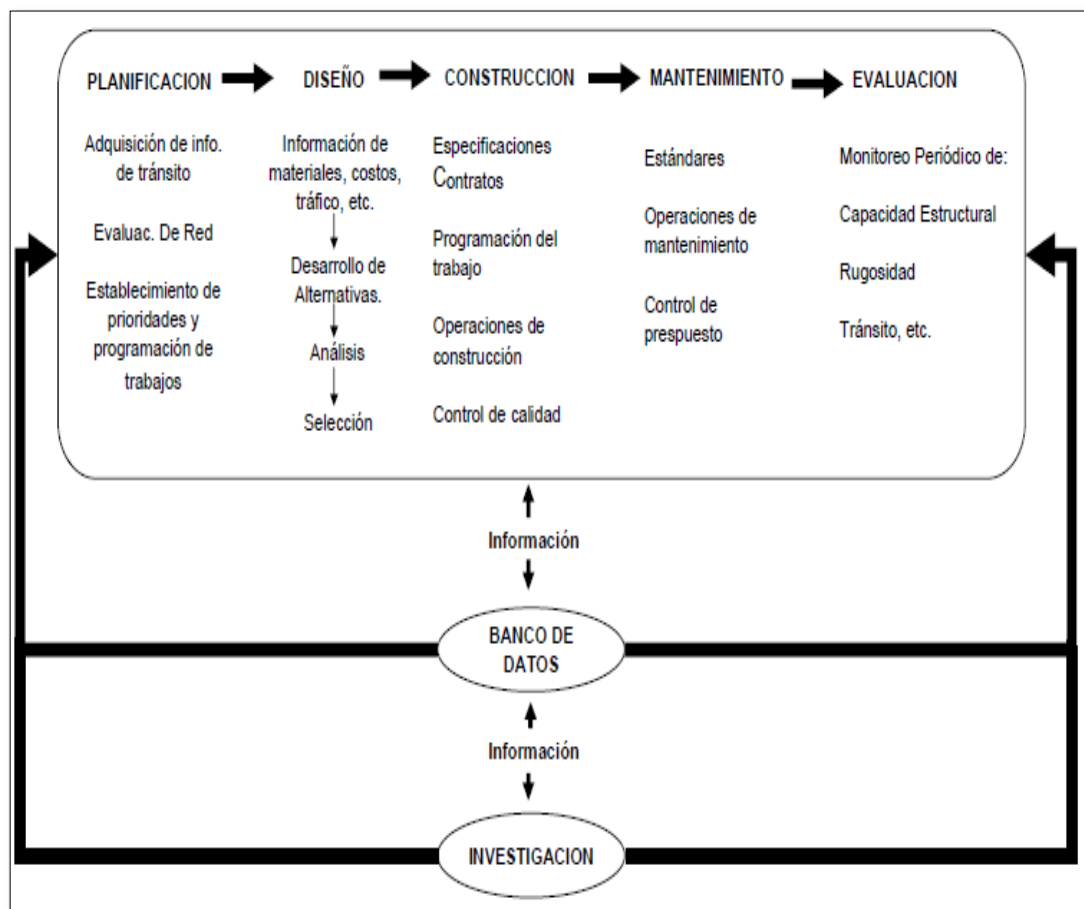 PLANIFICACION
DISEÑO
CONSTRUCCION
MANTENIMIENTO
EVALUACION
Adquisición de info.
de tránsito
Evaluac. De Red
Establecimiento de
prioridades y
programación de
trabajos
Información de
materiales, costos,
tráfico, etc.
Desarrollo de
Alternativas.
Análisis
Selección
Especificaciones
Contratos
Programación del
trabajo
Operaciones de
construcción
Control de calidad
Estándares
Operaciones de
mantenimiento
Control de
prespuesto
Monitoreo Periódico de:
Capacidad Estructural
Rugosidad
Tránsito, etc.
Información
BANCO DE
DATOS
Información
INVESTIGACION